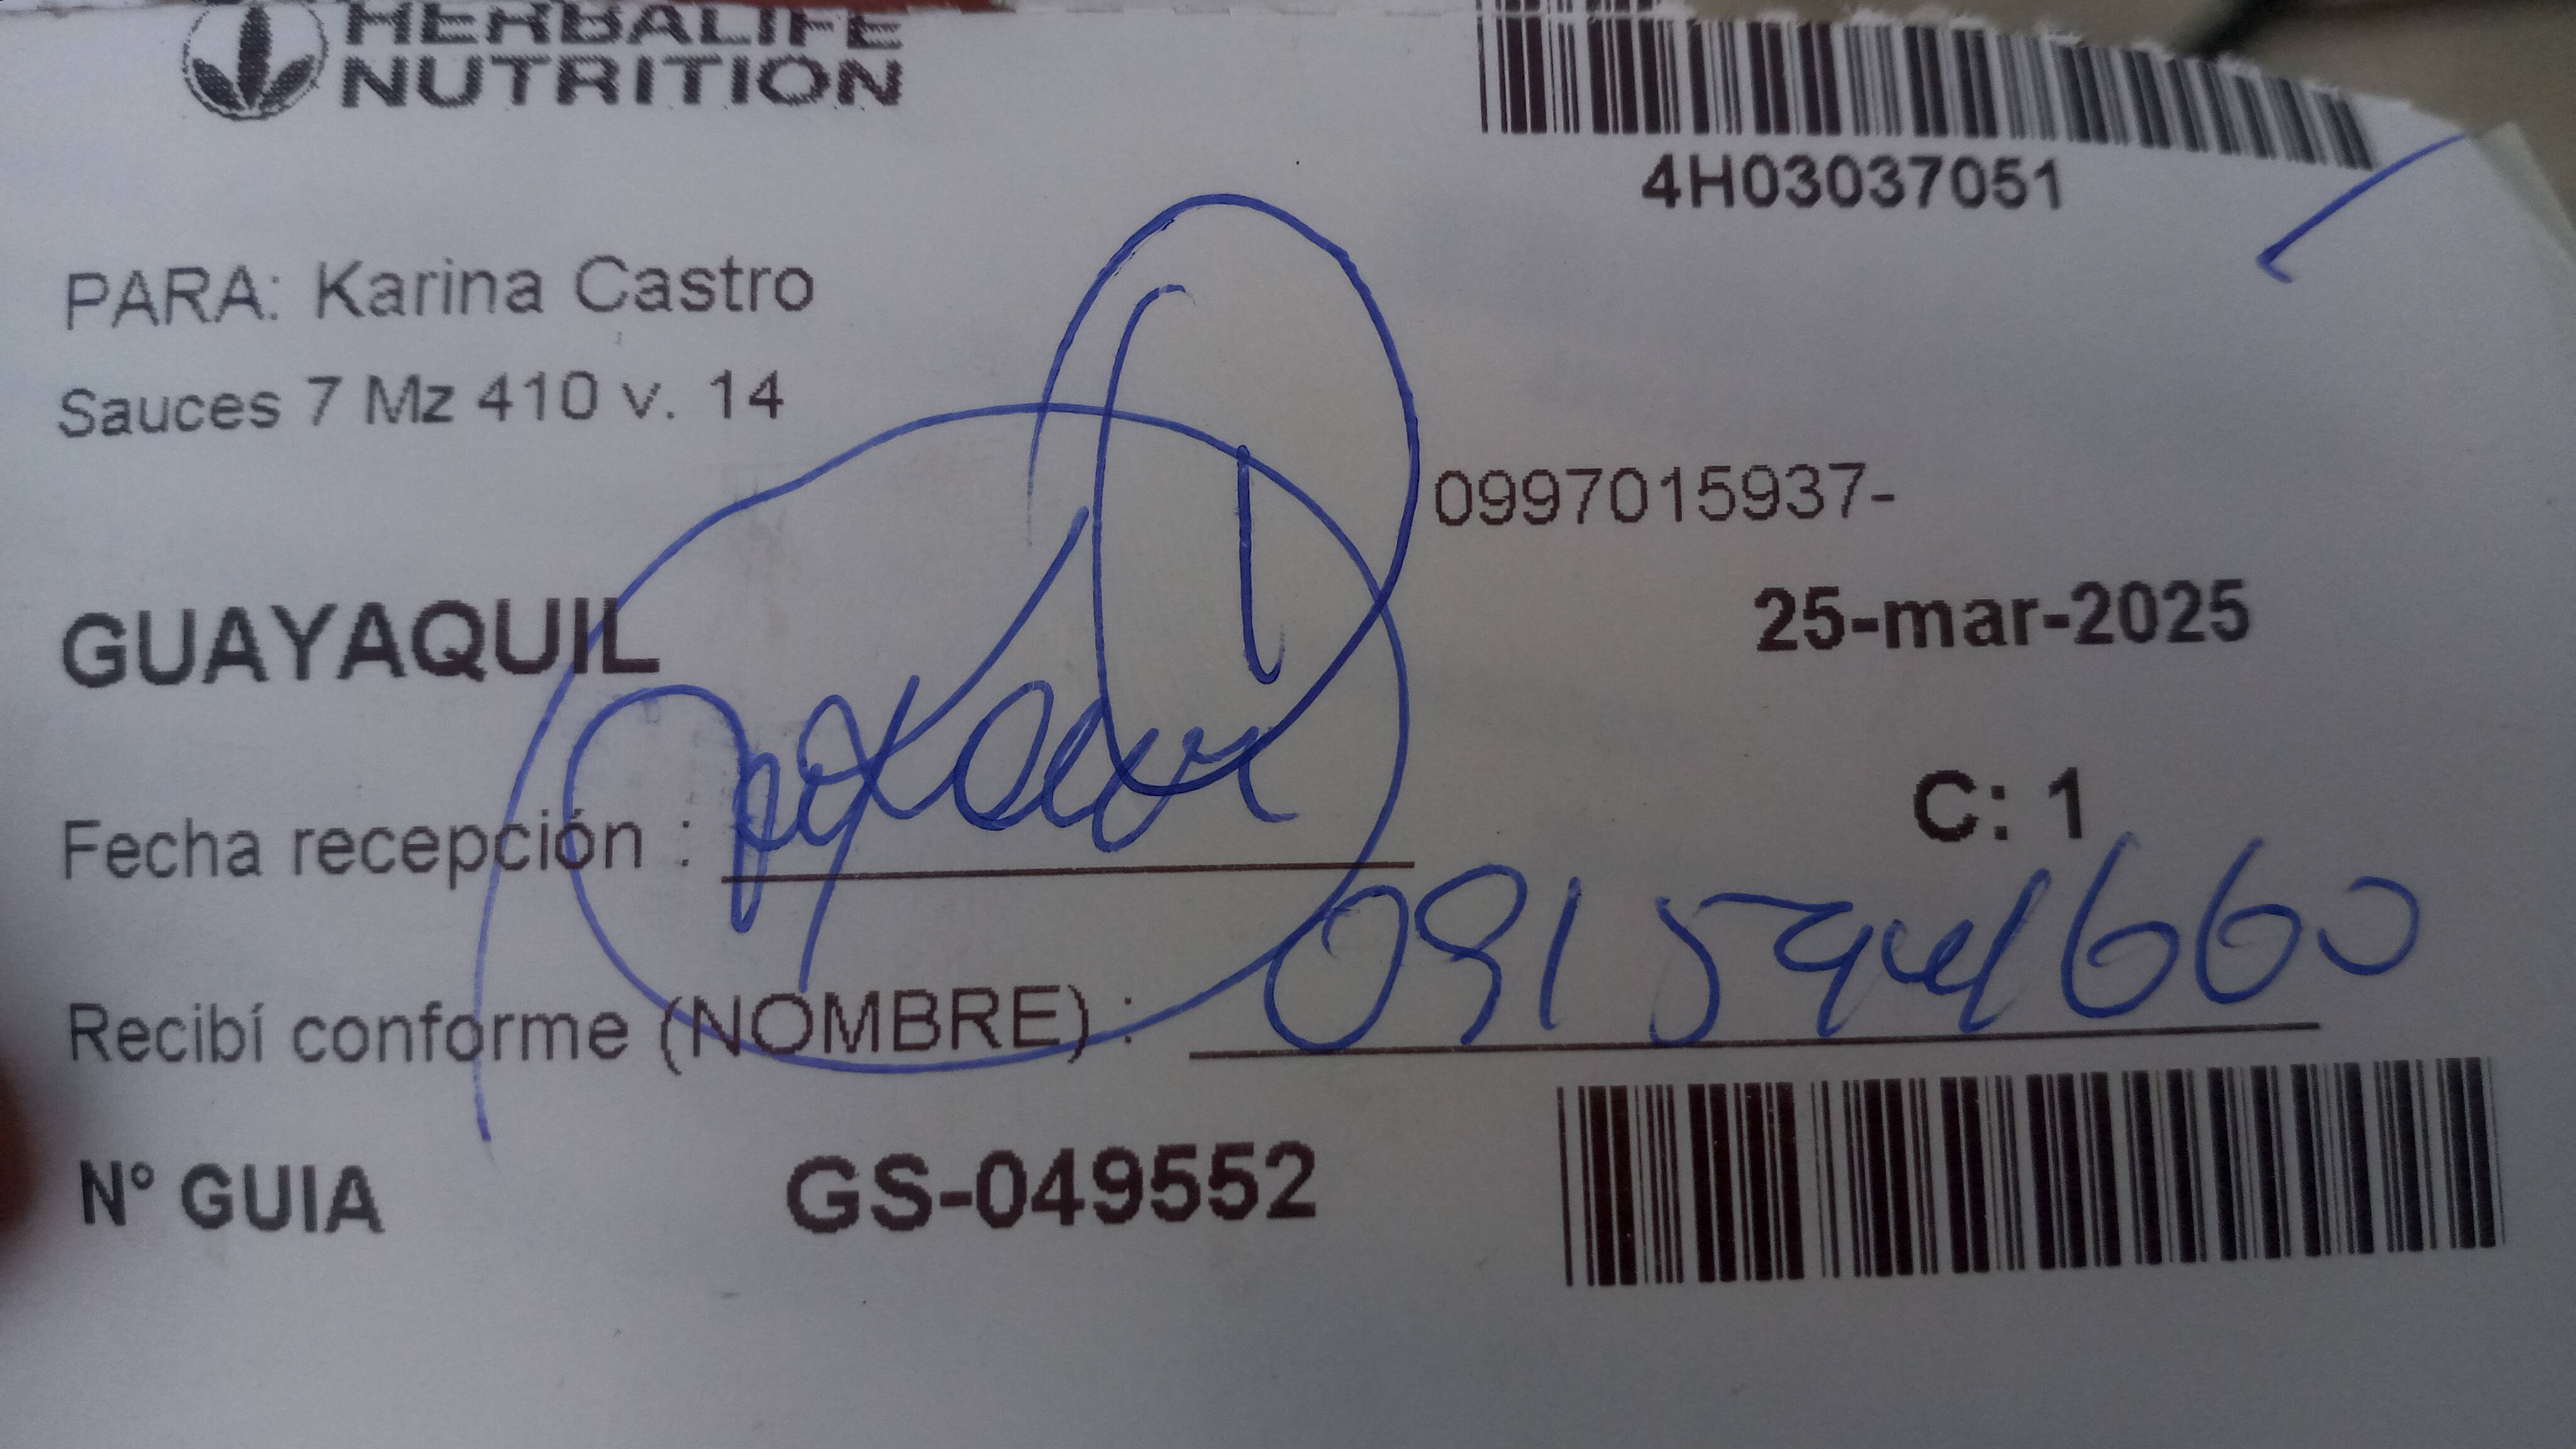 HERBALIFE
NUTRITION
4H03037051
PARA: Karina Castro
Sauces 7 Mz 410 v. 14
0997015937-
GUAYAQUIL
25-mar-2025
C: 1
Fecha recepción :
Recibí conforme (NOMBRE) :
N° GUIA GS-049552